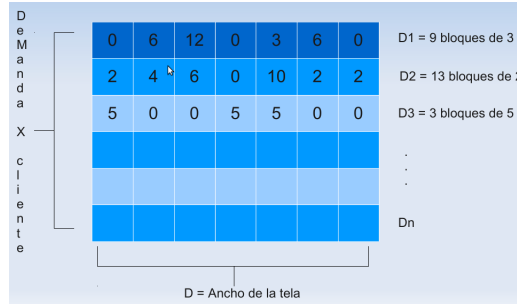 DeManda X cliente
0 6 12 0 3 6 0 D1 = 9 bloques de 3
2 4 6 0 10 2 2 D2 = 13 bloques de
5 0 0 5 5 0 0 D3 = 3 bloques de 5
.
.
.
Dn
D = Ancho de la tela